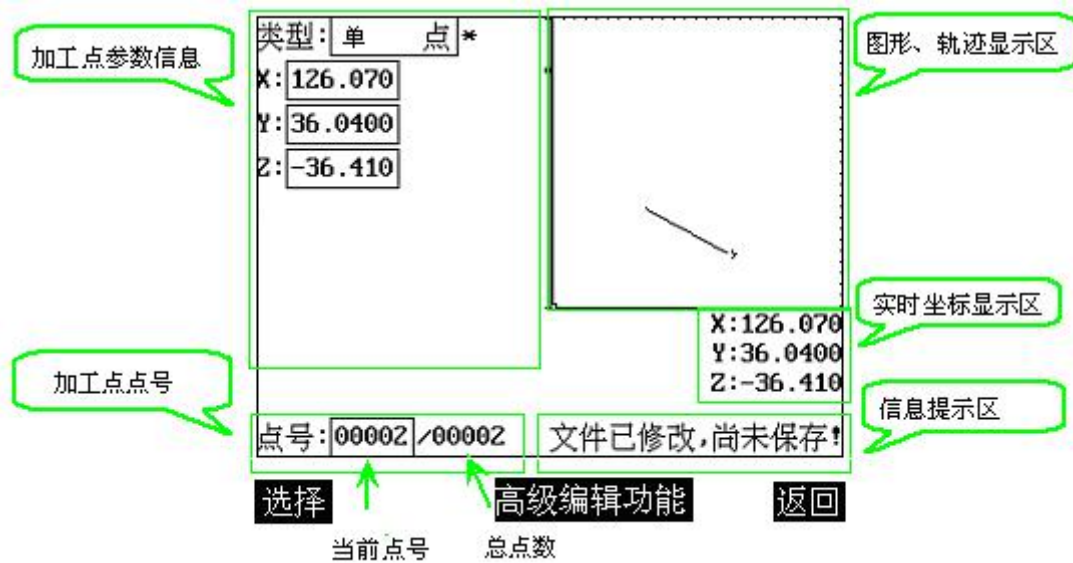 加工点参数信息
类型:单 点*
X:126.070
Y:36.0400
Z:-36.410
图形、轨迹显示区
实时坐标显示区
X:126.070
Y:36.0400
Z:-36.410
加工点点号
信息提示区
点号:00002/00002
文件已修改,尚未保存!
选择
高级编辑功能
返回
当前点号
总点数